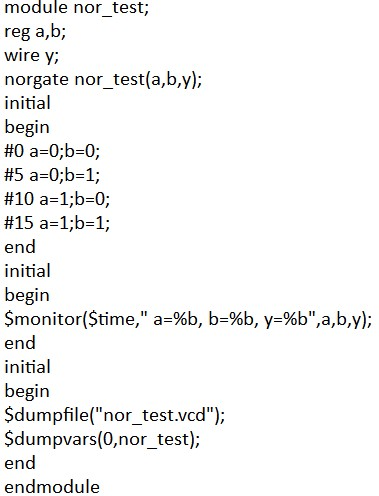 module nor_test;
reg a,b;
wire y;
norgate nor_test(a,b,y);
initial
begin
#0 a=0;b=0;
#5 a=0;b=1;
#10 a=1;b=0;
#15 a=1;b=1;
end
initial
begin
$monitor($time," a=%b, b=%b, y=%b",a,b,y);
end
initial
begin
$dumpfile("nor_test.vcd");
$dumpvars(0,nor_test);
end
endmodule